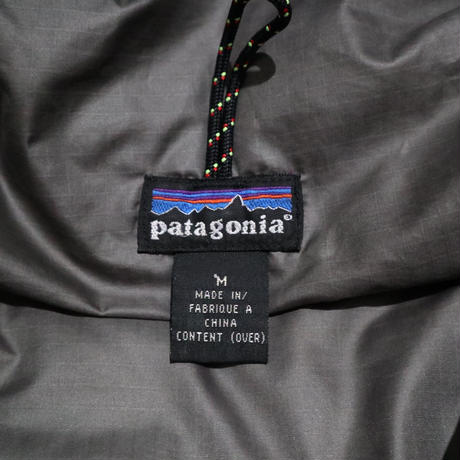 patagonia®
M
MADE IN/
FABRIQUE A
CHINA
CONTENT (OVER)